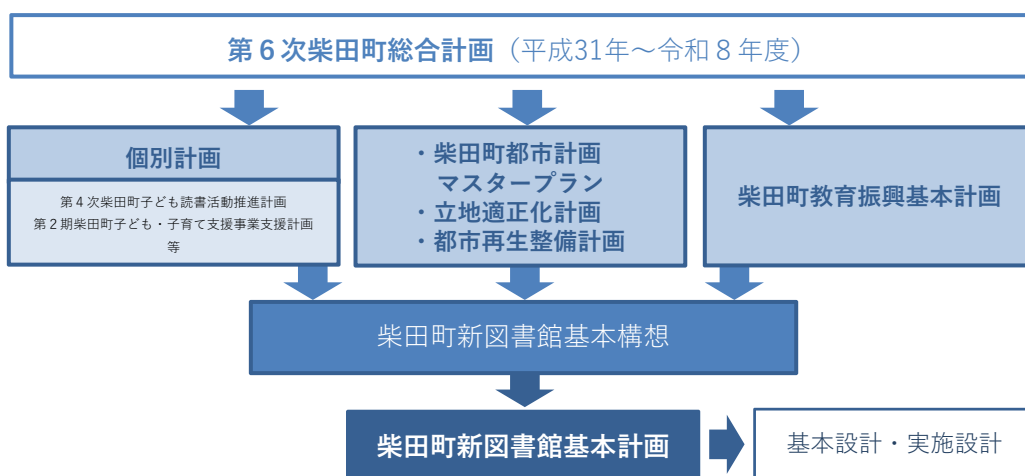 第６次柴田町総合計画（平成31年～令和８年度）
個別計画
第４次柴田町子ども読書活動推進計画
第２期柴田町子ども・子育て支援事業支援計画
等
・柴田町都市計画
マスタープラン
・立地適正化計画
・都市再生整備計画
柴田町教育振興基本計画
柴田町新図書館基本構想
柴田町新図書館基本計画
基本設計・実施設計